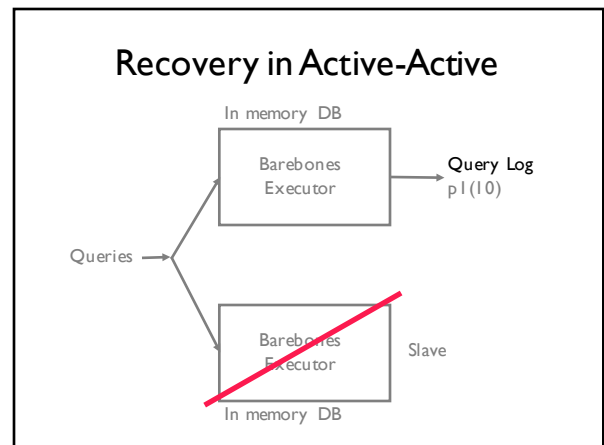 Recovery in Active-Active
In memory DB
Barebones
Executor
Query Log
p1(10)
Queries
Barebones
Executor
Slave
In memory DB